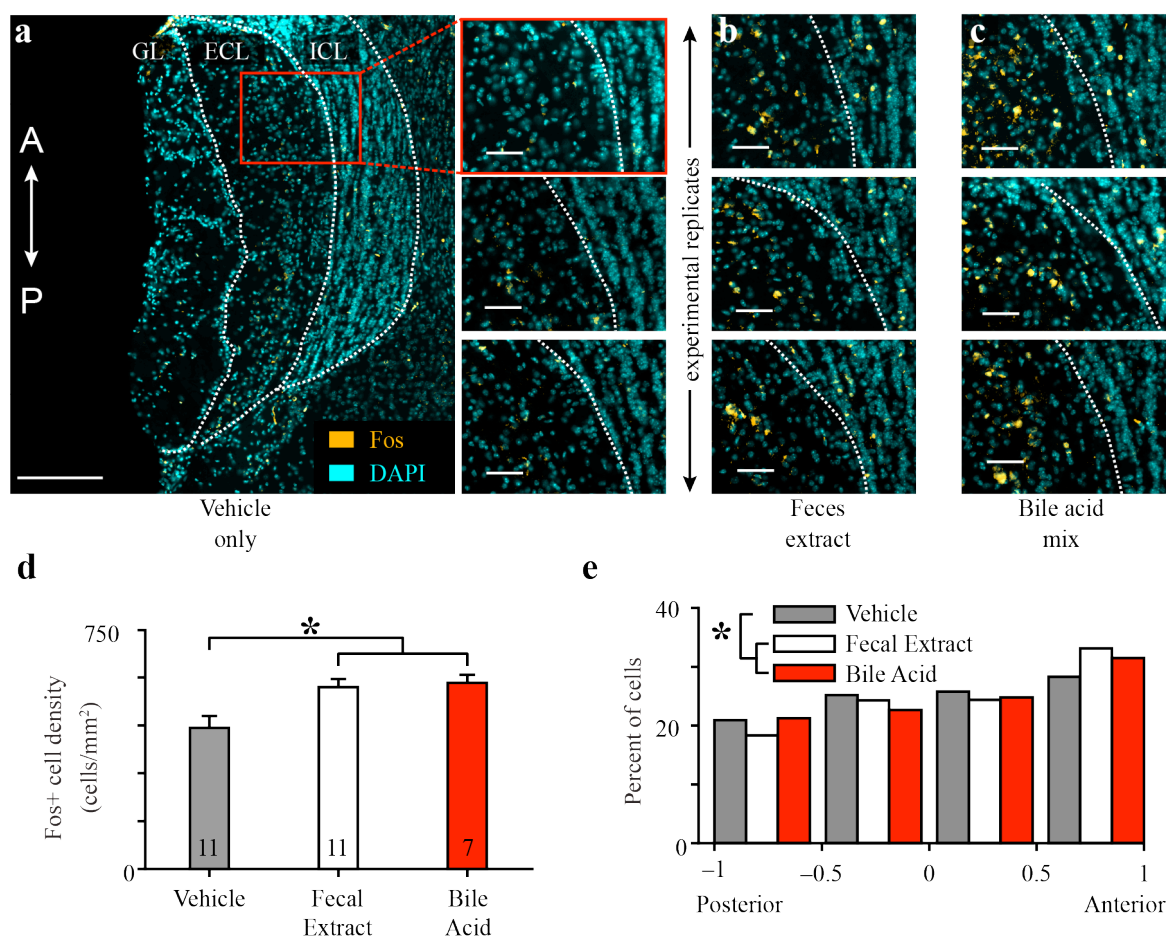 a
GL
ECL
ICL
A
P
Fos
DAPI
Vehicle
only
experimental replicates
b
Feces
extract
c
Bile acid
mix
d
750
0
Fos+ cell density
(cells/mm²)
11
11
7
*
Vehicle
Fecal
Extract
Bile
Acid
e
40
20
0
Percent of cells
*
Vehicle
Fecal Extract
Bile Acid
–1
–0.5
0
0.5
1
Posterior
Anterior